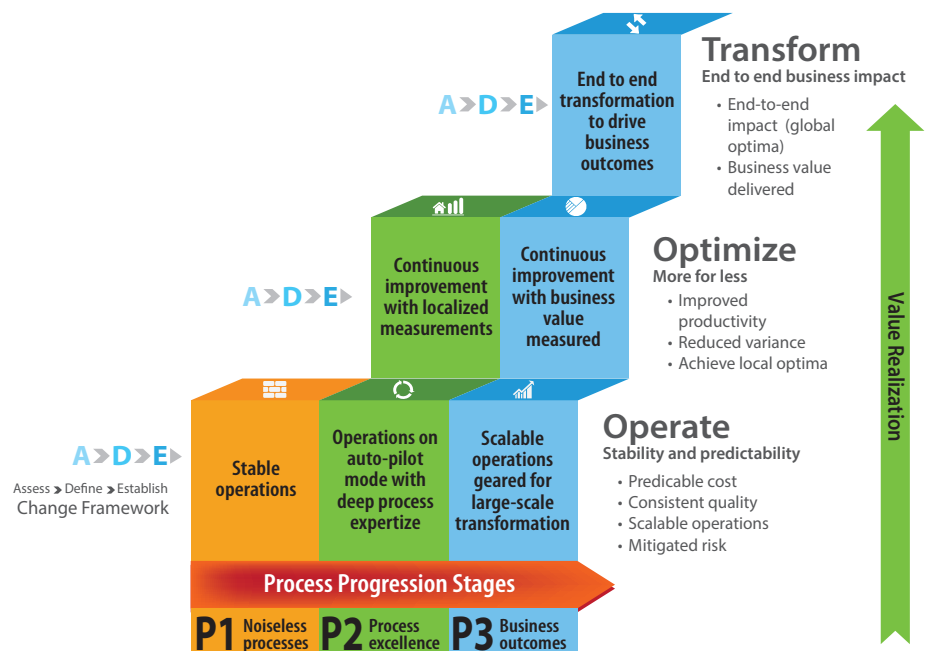 Transform
End to end business impact
• End-to-end
impact (global
optima)
• Business value
delivered
End to end
transformation
to drive
business
outcomes
A > D > E
Optimize
More for less
• Improved
productivity
• Reduced variance
• Achieve local optima
Continuous
improvement
with localized
measurements
Continuous
improvement
with business
value
measured
A > D > E
Value Realization
Operate
Stability and predictability
• Predicable cost
• Consistent quality
• Scalable operations
• Mitigated risk
Stable
operations
Operations on
auto-pilot
mode with
deep process
expertize
Scalable
operations
geared for
large-scale
transformation
A > D > E
Assess > Define > Establish
Change Framework
Process Progression Stages
P1 Noiseless
processes
P2 Process
excellence
P3 Business
outcomes